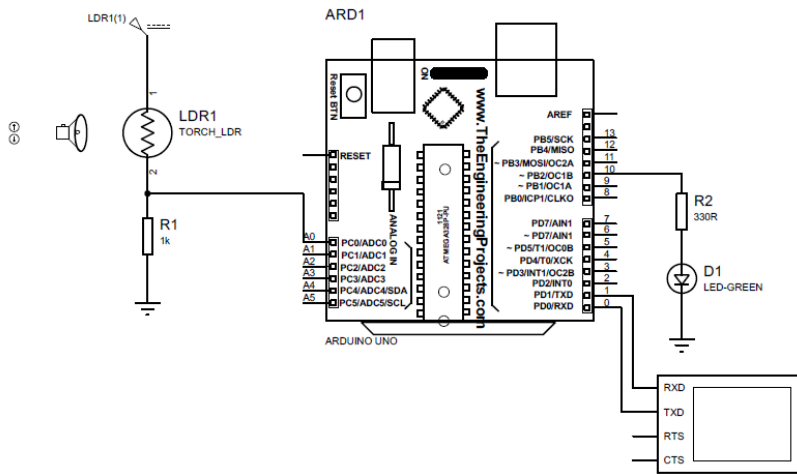 LDR1(1)
ARD1
1
LDR1
TORCH_LDR
2
R1
1k
Reset BTN
ON
www.TheEngineeringProjects.com
RESET
ANALOG IN
A0
A1
A2
A3
A4
A5
PC0/ADC0
PC1/ADC1
PC2/ADC2
PC3/ADC3
PC4/ADC4/SDA
PC5/ADC5/SCL
AREF
PB5/SCK 13
PB4/MISO 12
~ PB3/MOSI/OC2A 11
~ PB2/OC1B 10
~ PB1/OC1A 9
PB0/ICP1/CLKO 8
PD7/AIN1 7
~ PD7/AIN1 6
~ PD5/T1/OC0B 5
PD4/T0/XCK 4
~ PD3/INT1/OC2B 3
PD2/INT0 2
PD1/TXD 1
PD0/RXD 0
ARDUINO UNO
R2
330R
D1
LED-GREEN
RXD
TXD
RTS
CTS